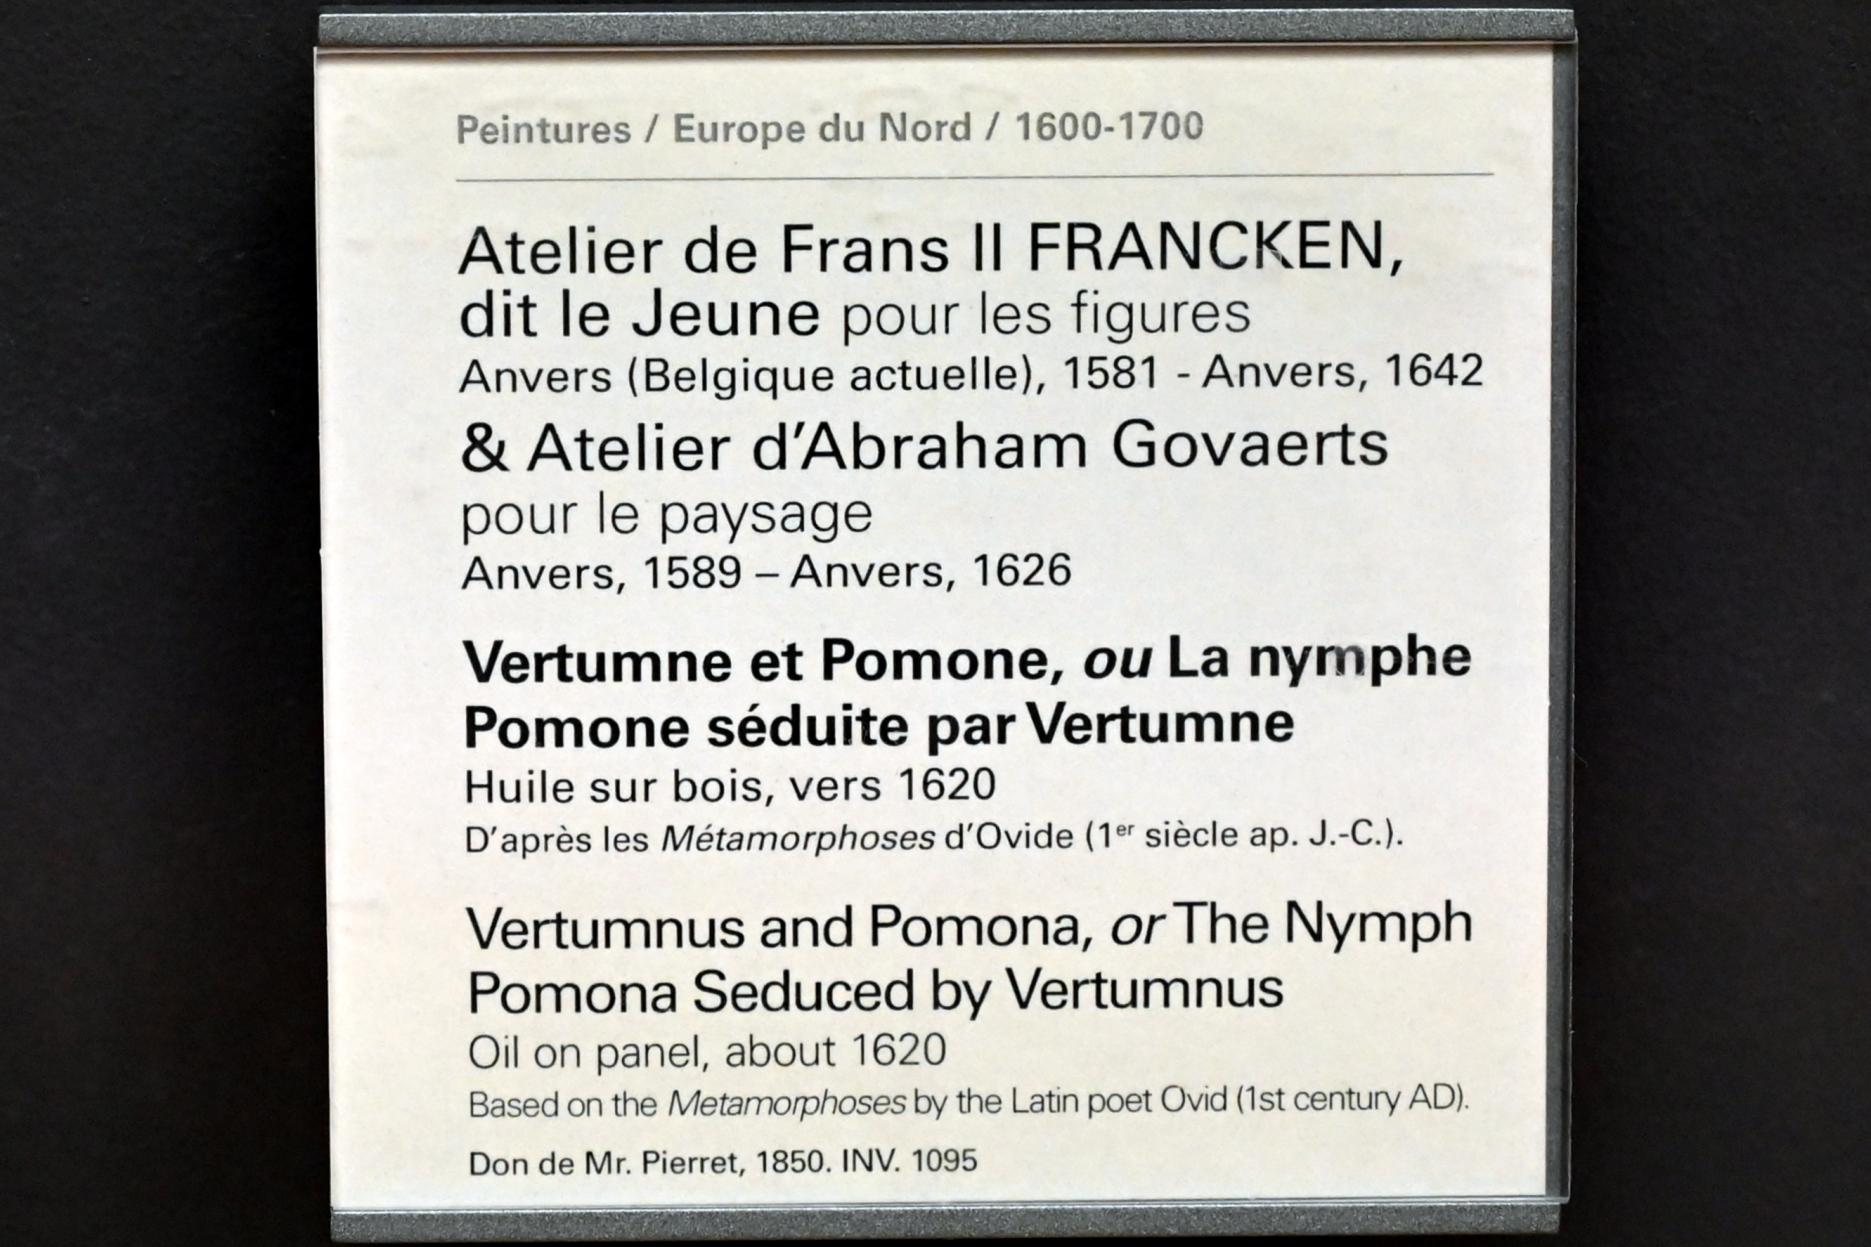 Peintures / Europe du Nord / 1600-1700
Atelier de Frans II FRANCKEN,
dit le Jeune pour les figures
Anvers (Belgique actuelle), 1581 - Anvers, 1642
& Atelier d'Abraham Govaerts
pour le paysage
Anvers, 1589 – Anvers, 1626
Vertumne et Pomone, ou La nymphe
Pomone séduite par Vertumne
Huile sur bois, vers 1620
D'après les Métamorphoses d'Ovide (1er siècle ap. J.-C.).
Vertumnus and Pomona, or The Nymph
Pomona Seduced by Vertumnus
Oil on panel, about 1620
Based on the Metamorphoses by the Latin poet Ovid (1st century AD).
Don de Mr. Pierret, 1850. INV. 1095